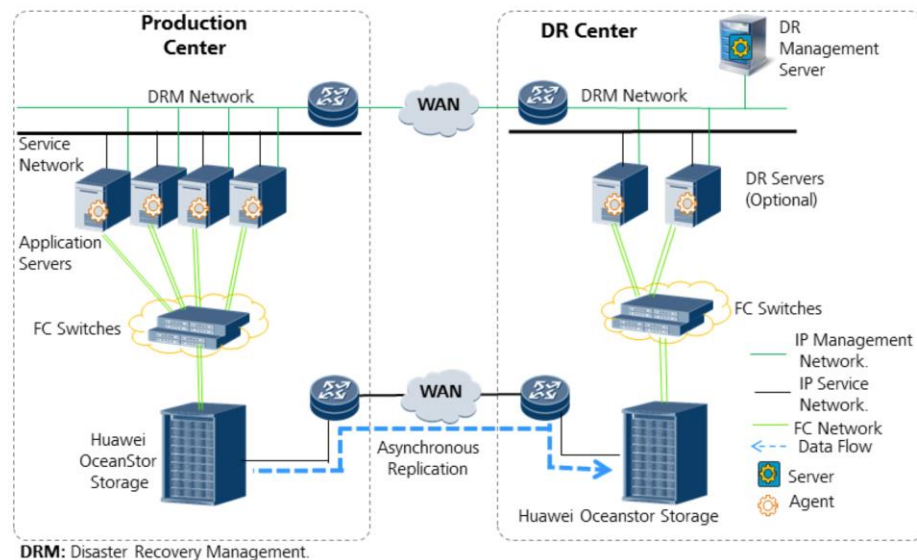 Production
Center
DR Center
DR
Management
Server
DRM Network
WAN
DRM Network
Service
Network
DR Servers
(Optional)
Application
Servers
FC Switches
FC Switches
IP Management
Network.
IP Service
Network.
FC Network
Data Flow
Server
Agent
WAN
Huawei
OceanStor
Storage
Asynchronous
Replication
Huawei Oceanstor Storage
DRM: Disaster Recovery Management.